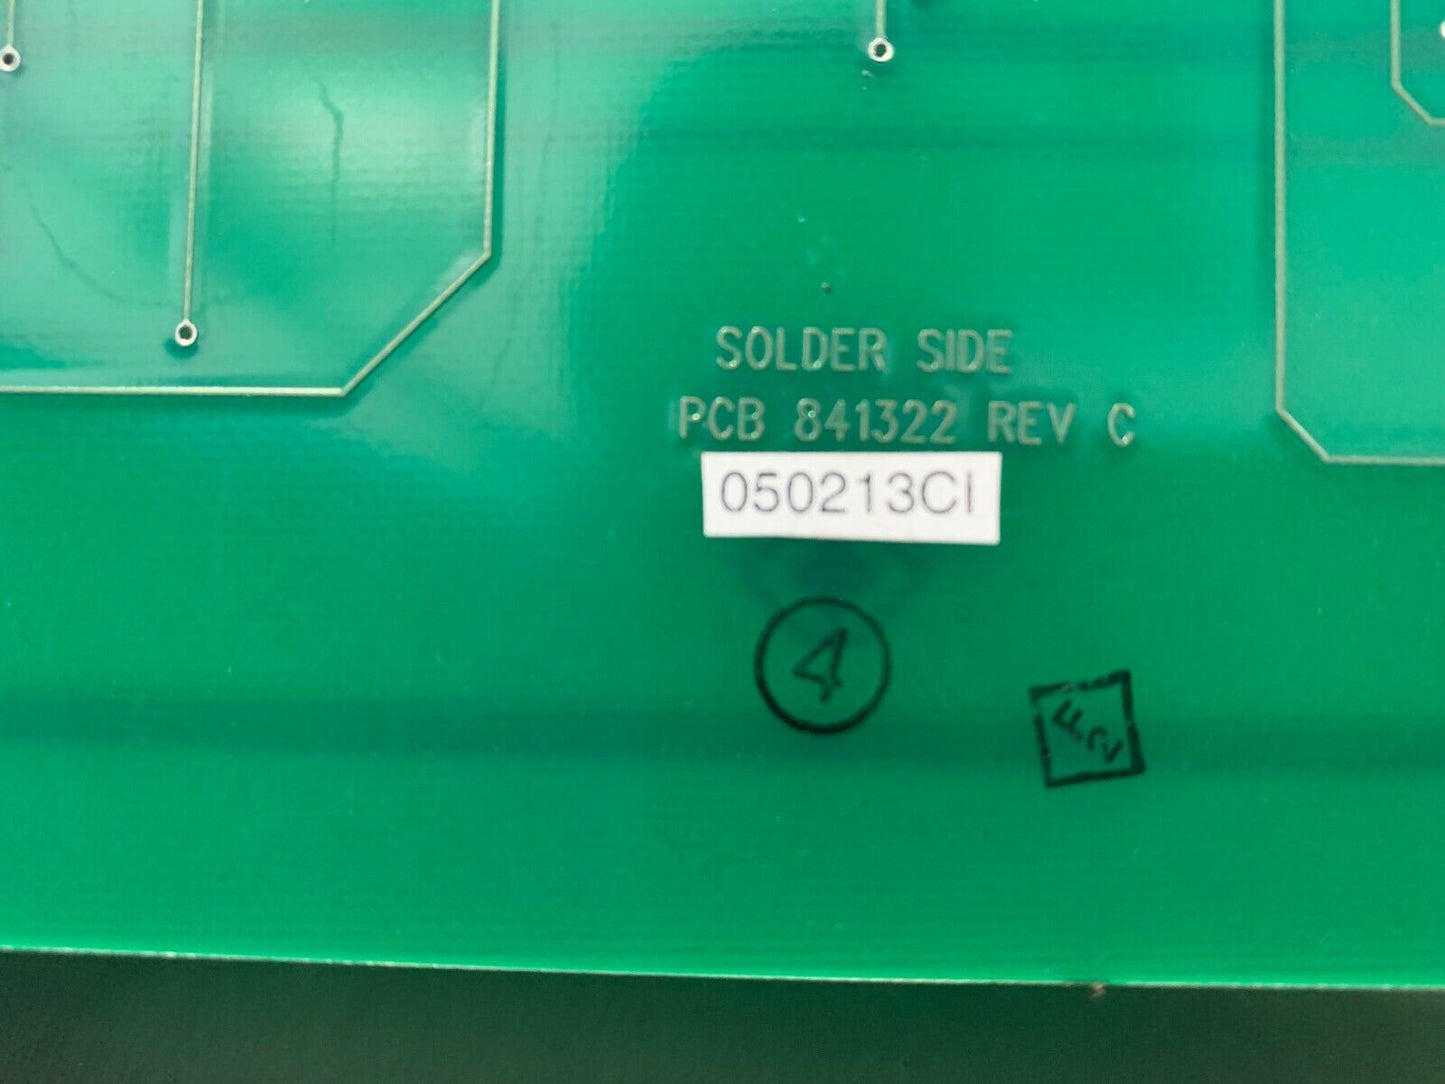 SOLDER SIDE
PCB 841322 REV C
050213CI
4